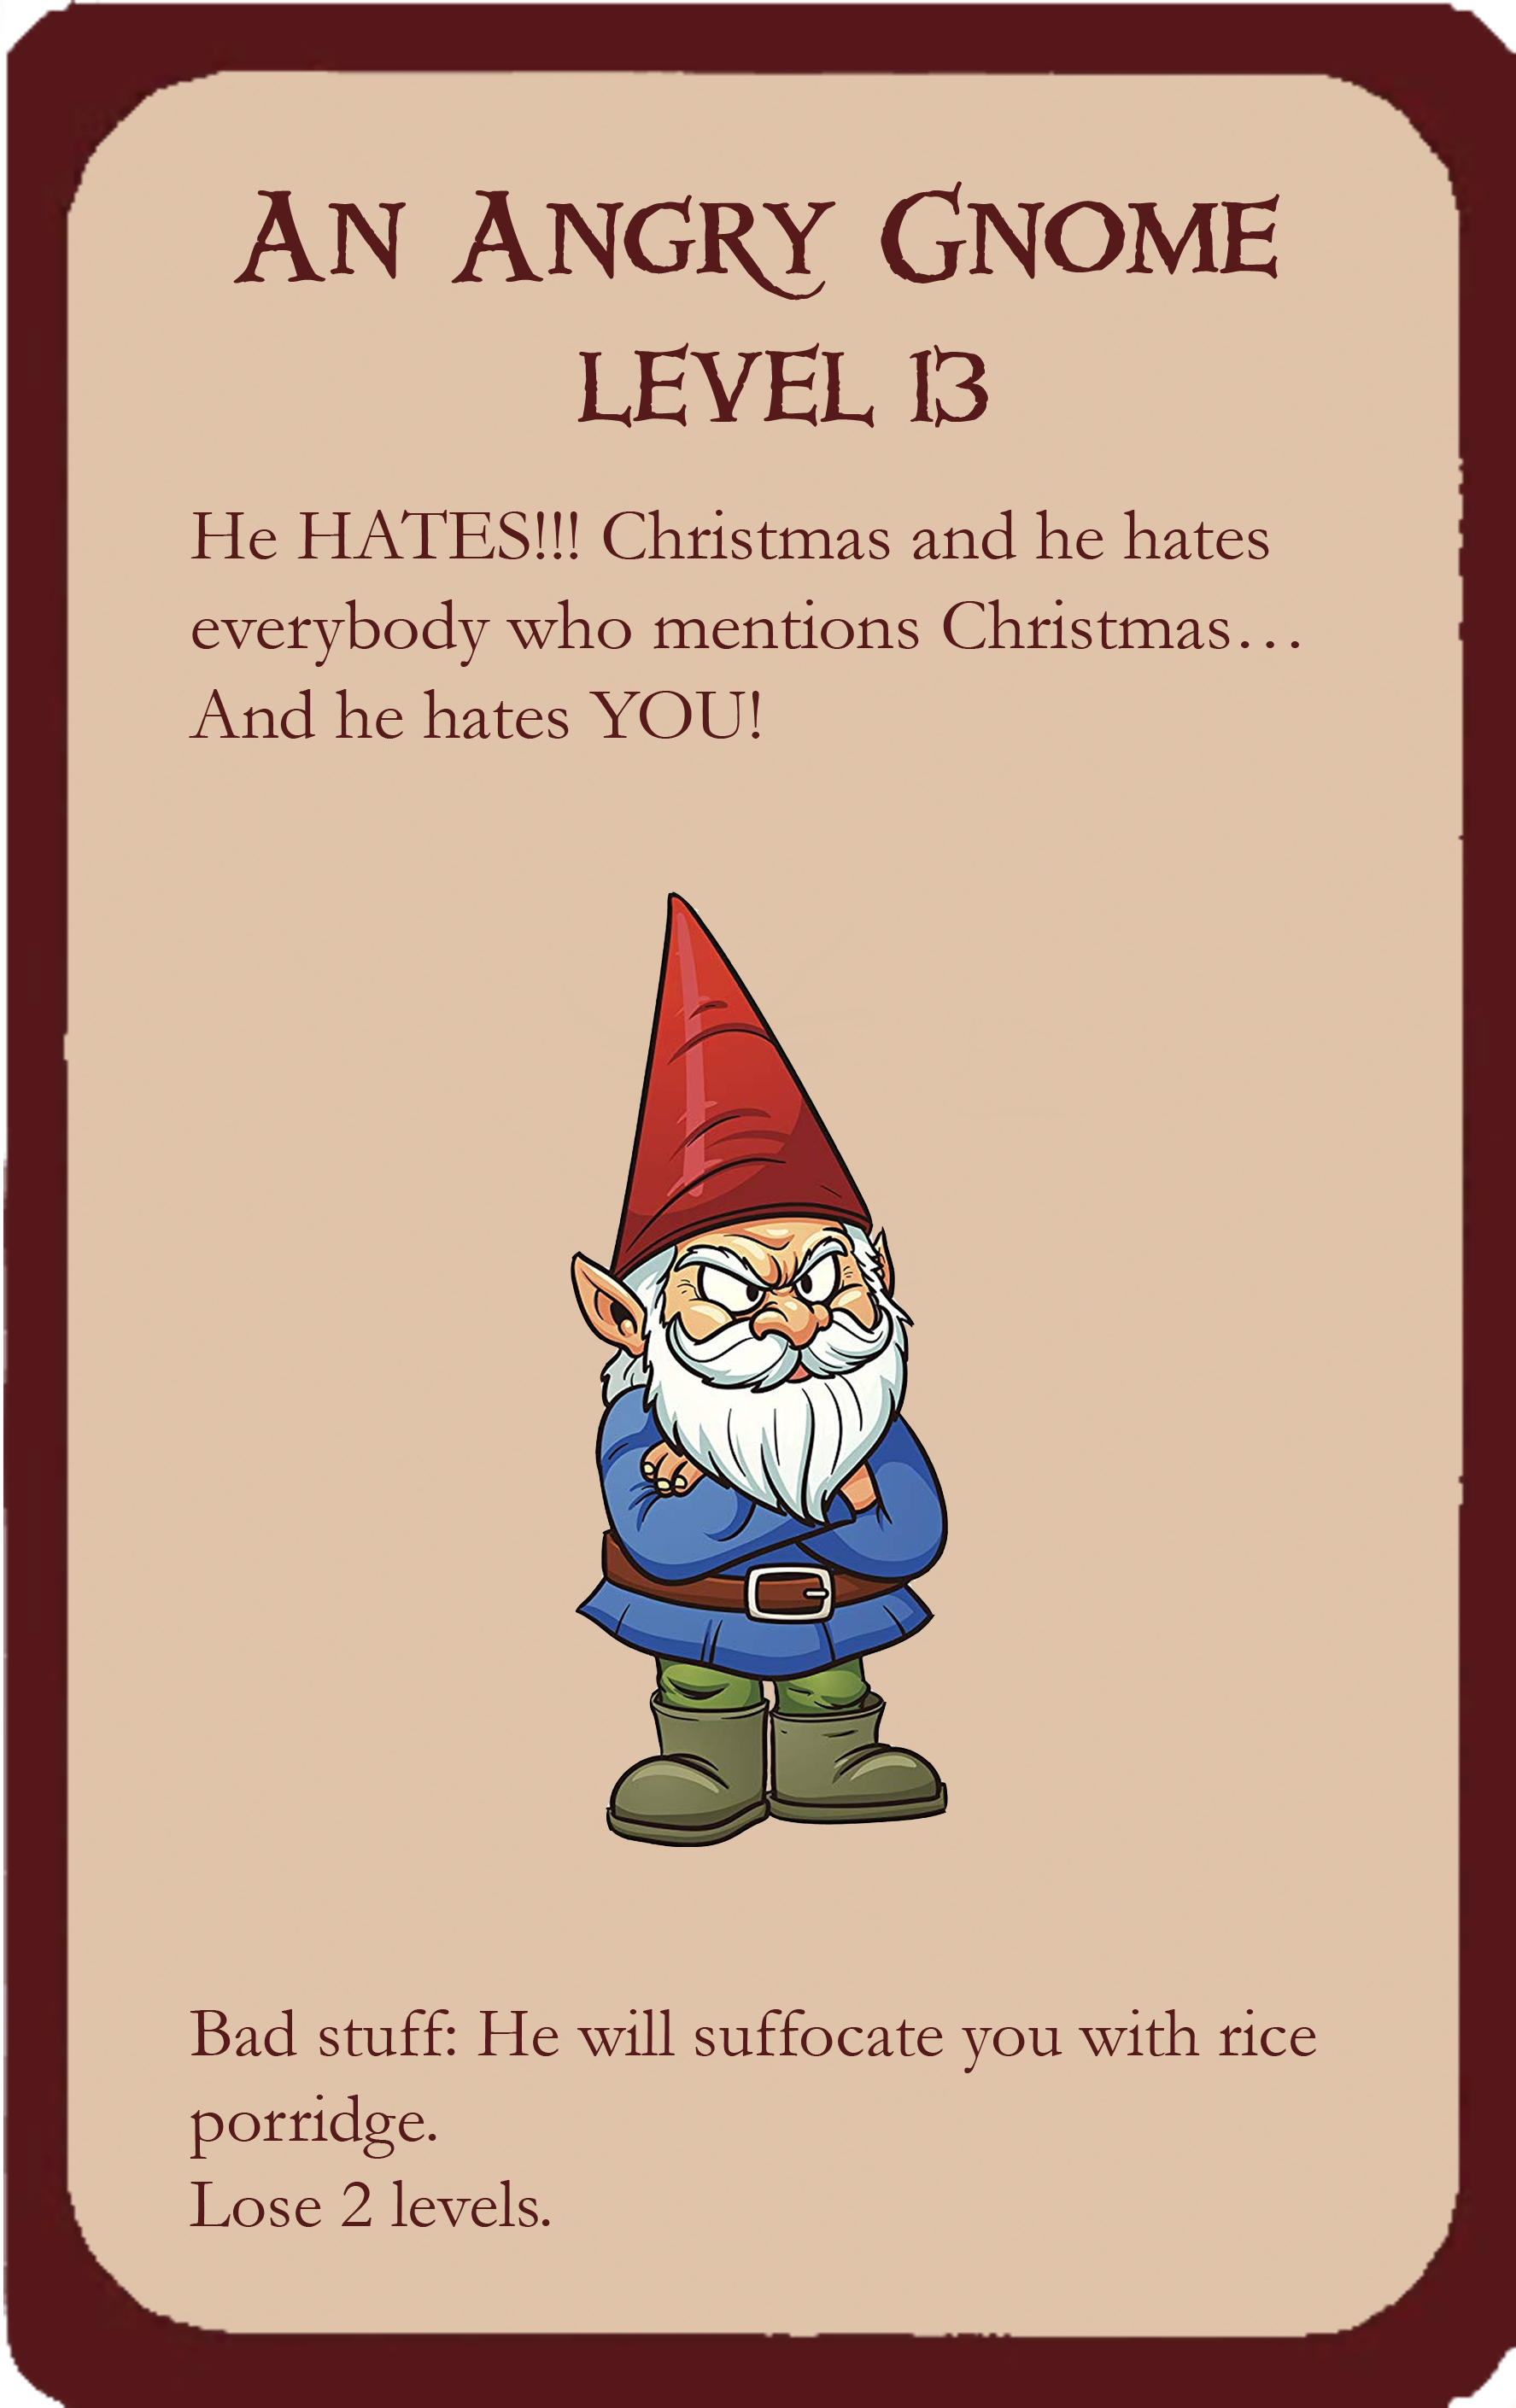 An Angry Gnome
LEVEL 13
He HATES!!! Christmas and he hates
everybody who mentions Christmas…
And he hates YOU!
Bad stuff: He will suffocate you with rice
porridge.
Lose 2 levels.